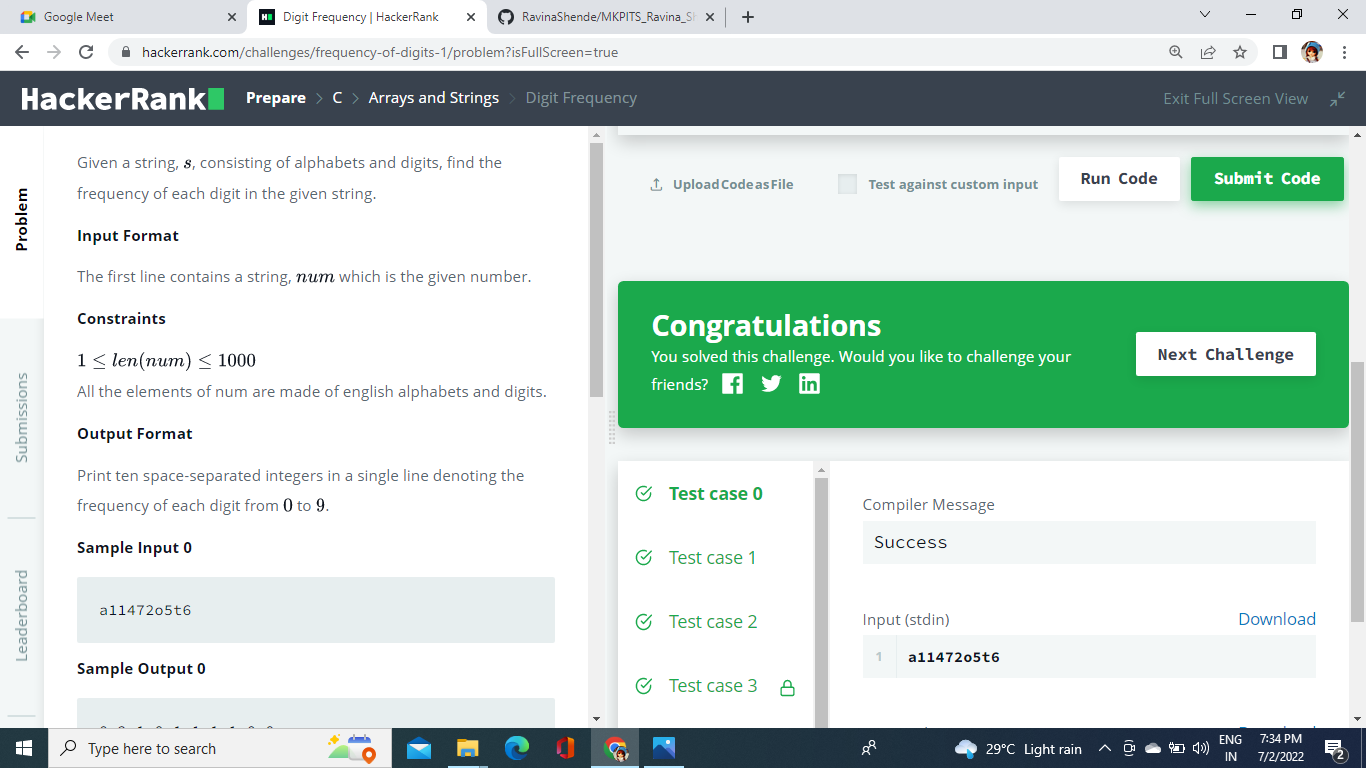 Google Meet
Digit Frequency | HackerRank
RavinaShende/MKPITS_Ravina_S
hackerrank.com/challenges/frequency-of-digits-1/problem?isFullScreen=true
HackerRank
Prepare > C > Arrays and Strings > Digit Frequency
Exit Full Screen View
Problem
Submissions
Leaderboard
Given a string, s, consisting of alphabets and digits, find the
frequency of each digit in the given string.
Input Format
The first line contains a string, num which is the given number.
Constraints
1 ≤ len(num) ≤ 1000
All the elements of num are made of english alphabets and digits.
Output Format
Print ten space-separated integers in a single line denoting the
frequency of each digit from 0 to 9.
Sample Input 0
a11472o5t6
Sample Output 0
Upload Code as File
Test against custom input
Run Code
Submit Code
Congratulations
You solved this challenge. Would you like to challenge your
friends?
Next Challenge
Test case 0
Test case 1
Test case 2
Test case 3
Compiler Message
Success
Input (stdin)
Download
1
a11472o5t6
Type here to search
29°C Light rain
ENG
IN
7:34 PM
7/2/2022
2